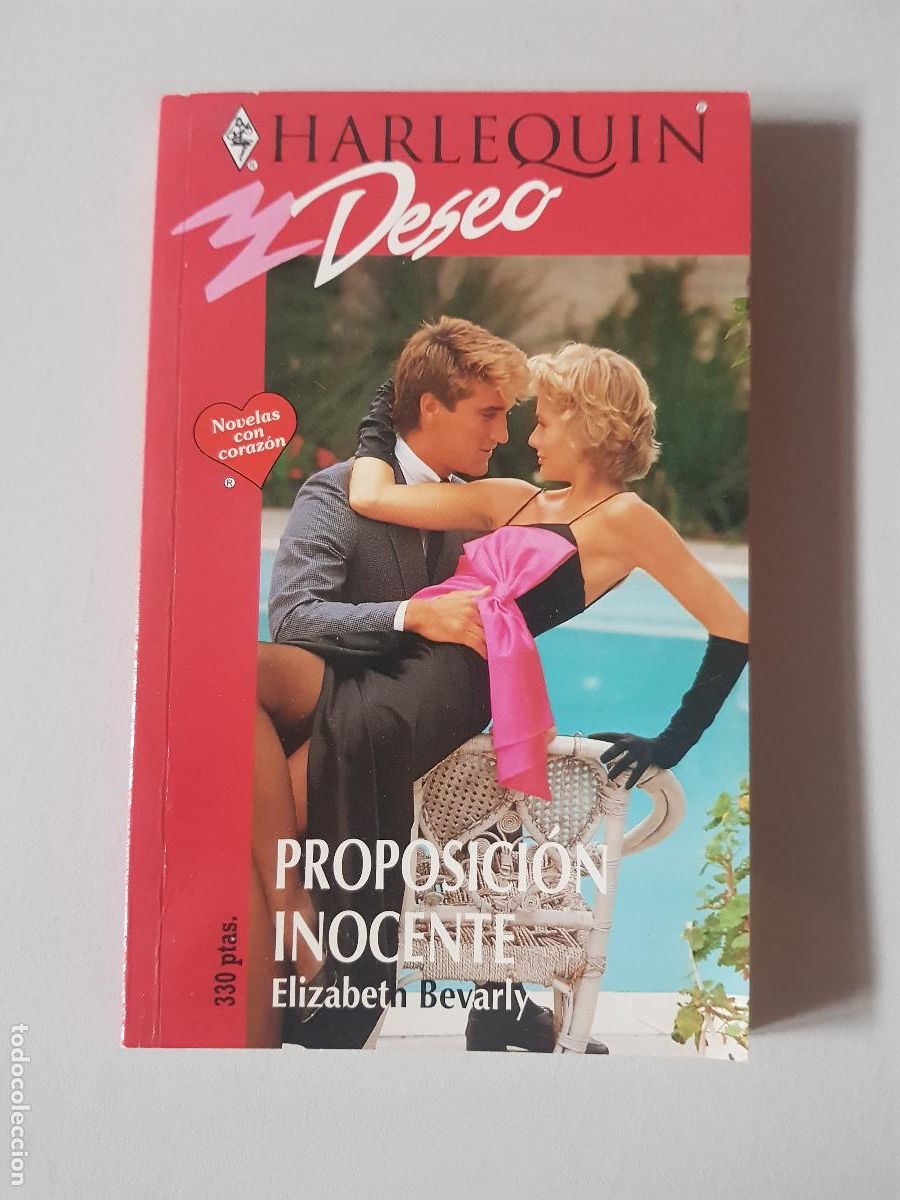 HARLEQUIN®
Deseo
Novelas
con
corazón
®
PROPOSICIÓN
INOCENTE
Elizabeth Bevarly
330 ptas.
todocoleccion